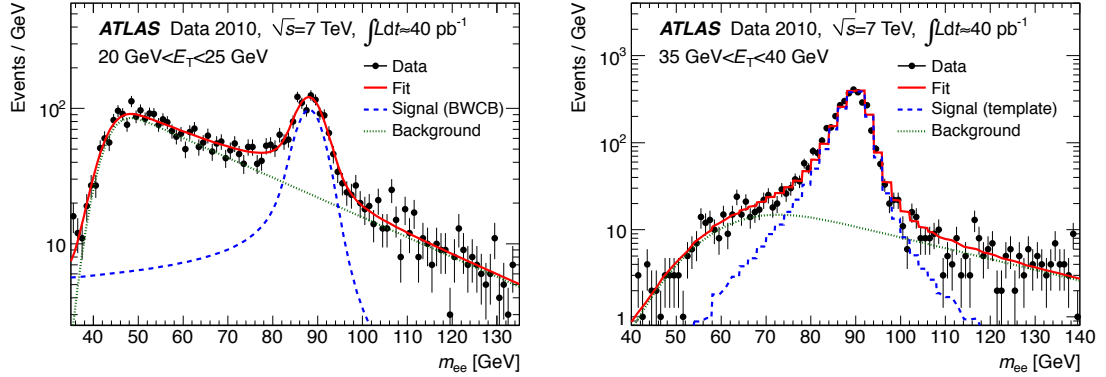 ATLAS Data 2010, √s=7 TeV, ∫Ldt≈40 pb⁻¹
20 GeV<E_T<25 GeV
Data
Fit
Signal (BWCB)
Background
Events / GeV
10²
10
40 50 60 70 80 90 100 110 120 130
m_ee [GeV]
ATLAS Data 2010, √s=7 TeV, ∫Ldt≈40 pb⁻¹
35 GeV<E_T<40 GeV
Data
Fit
Signal (template)
Background
Events / GeV
10³
10²
10
1
40 50 60 70 80 90 100 110 120 130 140
m_ee [GeV]